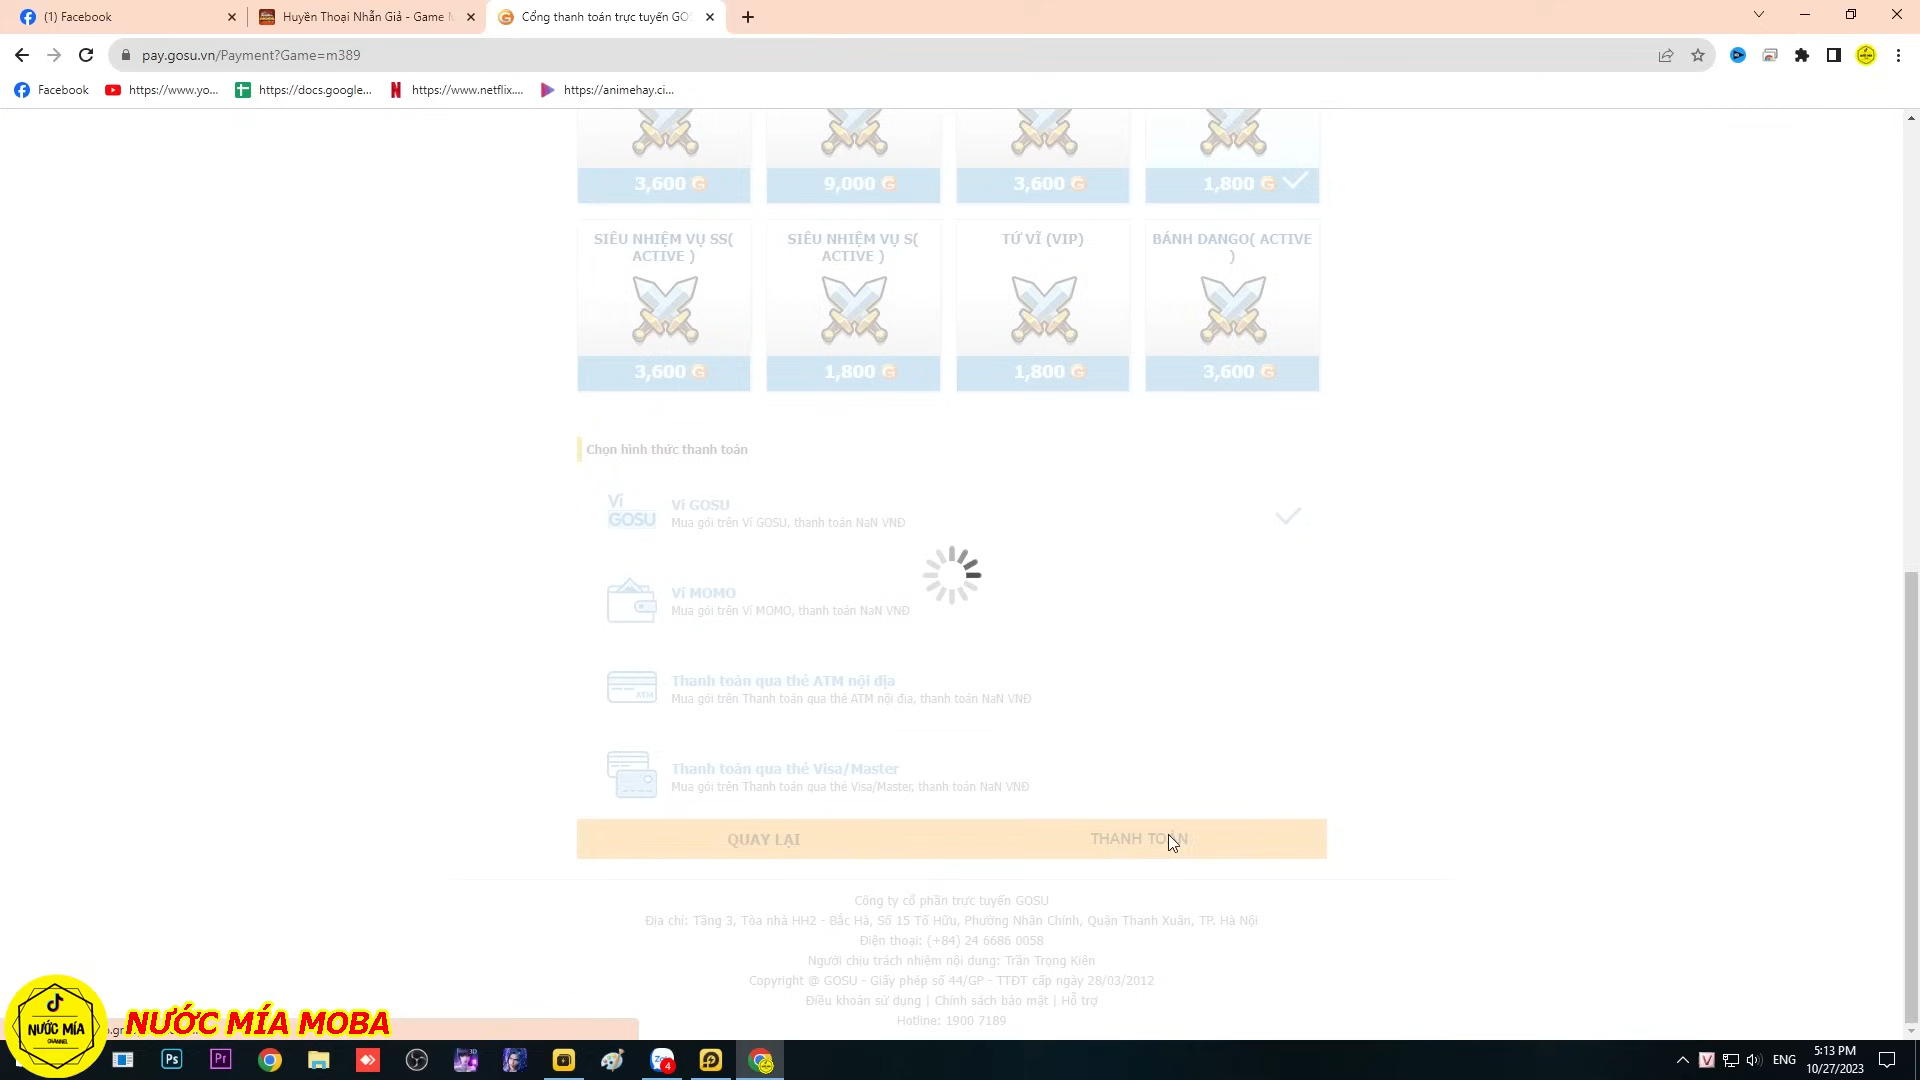 (1) Facebook
Huyền Thoại Nhẫn Giả - Game M
Cổng thanh toán trực tuyến GOS
pay.gosu.vn/Payment?Game=m389
Facebook
https://www.yo...
https://docs.google...
https://www.netflix....
https://animehay.ci...
3,600 G
9,000 G
3,600 G
1,800 G
SIÊU NHIỆM VỤ SS(
ACTIVE )
SIÊU NHIỆM VỤ S(
ACTIVE )
TỨ VĨ (VIP)
BÁNH DANGO( ACTIVE
)
3,600 G
1,800 G
1,800 G
3,600 G
Chọn hình thức thanh toán
Ví
GOSU
Ví GOSU
Mua gói trên Ví GOSU, thanh toán NaN VNĐ
Ví MOMO
Mua gói trên Ví MOMO, thanh toán NaN VNĐ
ATM
Thanh toán qua thẻ ATM nội địa
Mua gói trên Thanh toán qua thẻ ATM nội địa, thanh toán NaN VNĐ
Thanh toán qua thẻ Visa/Master
Mua gói trên Thanh toán qua thẻ Visa/Master, thanh toán NaN VNĐ
QUAY LẠI
THANH TOÁN
Công ty cổ phần trực tuyến GOSU
Địa chỉ: Tầng 3, Tòa nhà HH2 - Bắc Hà, Số 15 Tố Hữu, Phường Nhân Chính, Quận Thanh Xuân, TP. Hà Nội
Điện thoại: (+84) 24 6686 0058
Người chịu trách nhiệm nội dung: Trần Trọng Kiên
Copyright @ GOSU - Giấy phép số 44/GP - TTĐT cấp ngày 28/03/2012
Điều khoản sử dụng | Chính sách bảo mật | Hỗ trợ
Hotline: 1900 7189
NƯỚC MÍA
CHANNEL
NƯỚC MÍA MOBA
Ps
Pr
3D
Zalo
4
V
ENG
5:13 PM
10/27/2023